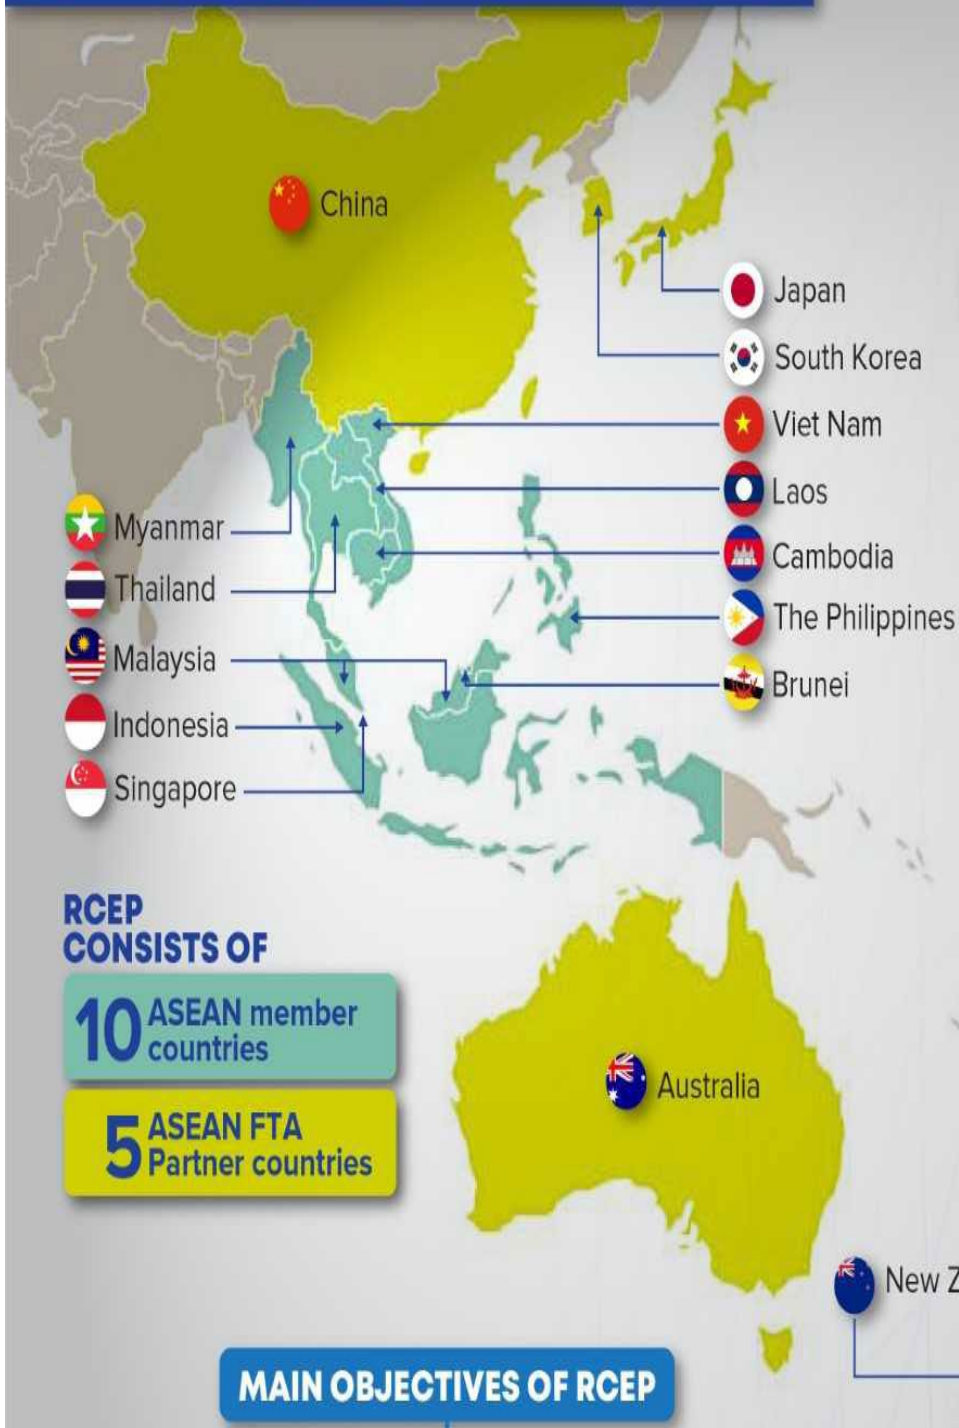 China
Japan
South Korea
Viet Nam
Laos
Cambodia
The Philippines
Brunei
Myanmar
Thailand
Malaysia
Indonesia
Singapore
RCEP
CONSISTS OF
10 ASEAN member
countries
5 ASEAN FTA
Partner countries
Australia
New Z
MAIN OBJECTIVES OF RCEP